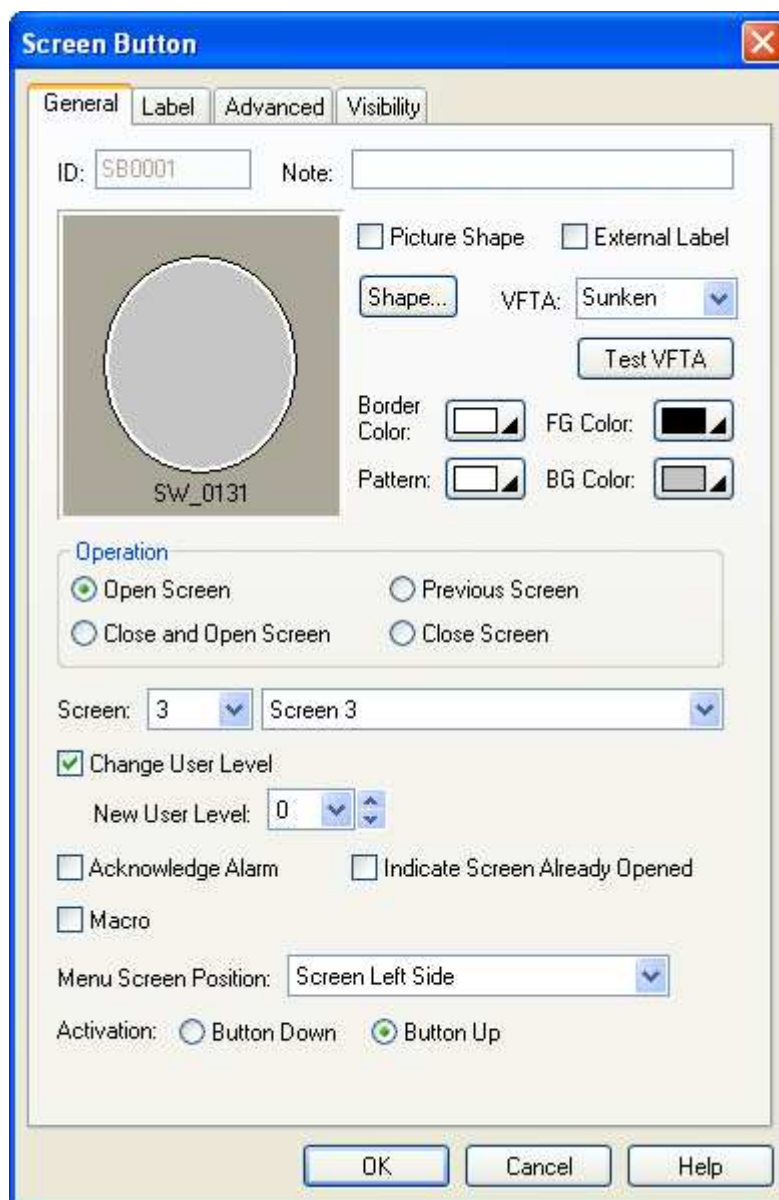 Screen Button
General Label Advanced Visibility
ID: SB0001 Note:
Picture Shape External Label
Shape... VFTA: Sunken
Test VFTA
Border Color: FG Color:
Pattern: BG Color:
SW_0131
Operation
Open Screen Previous Screen
Close and Open Screen Close Screen
Screen: 3 Screen 3
Change User Level
New User Level: 0
Acknowledge Alarm Indicate Screen Already Opened
Macro
Menu Screen Position: Screen Left Side
Activation: Button Down Button Up
OK Cancel Help